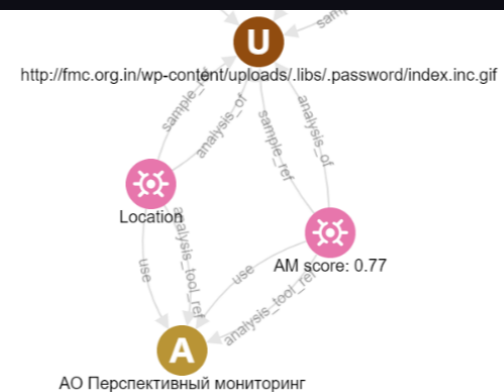 samp
U
http://fmc.org.in/wp-content/uploads/.libs/.password/index.inc.gif
sample_ref
analysis_of
sample_ref
analysis_of
Location
AM score: 0.77
use
analysis_tool_ref
use
analysis_tool_ref
A
АО Перспективный мониторинг